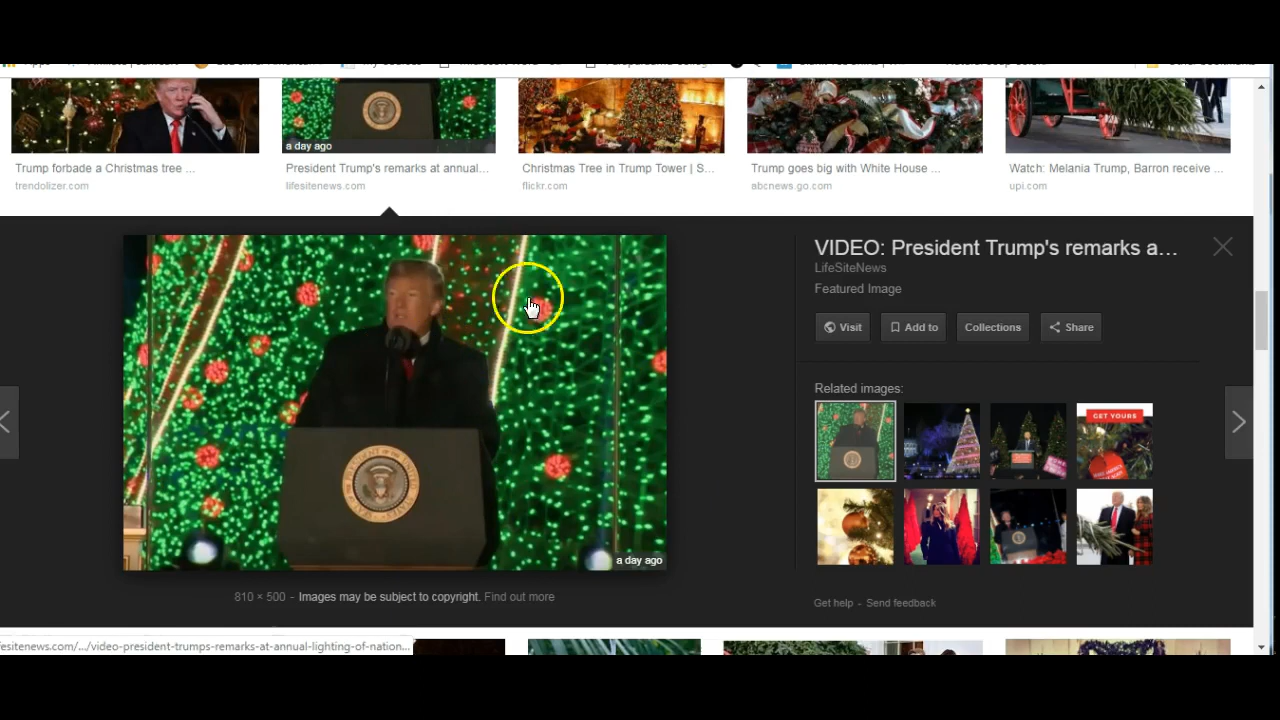 a day ago
Trump forbade a Christmas tree ...
trendolizer.com
President Trump's remarks at annual...
lifesitenews.com
Christmas Tree in Trump Tower | S...
flickr.com
Trump goes big with White House ...
abcnews.go.com
Watch: Melania Trump, Barron receive ...
upi.com
VIDEO: President Trump's remarks a...
LifeSiteNews
Featured Image
Visit
Add to
Collections
Share
Related images:
GET YOURS
a day ago
810 × 500 - Images may be subject to copyright. Find out more
Get help - Send feedback
esitenews.com/.../video-president-trumps-remarks-at-annual-lighting-of-nation...